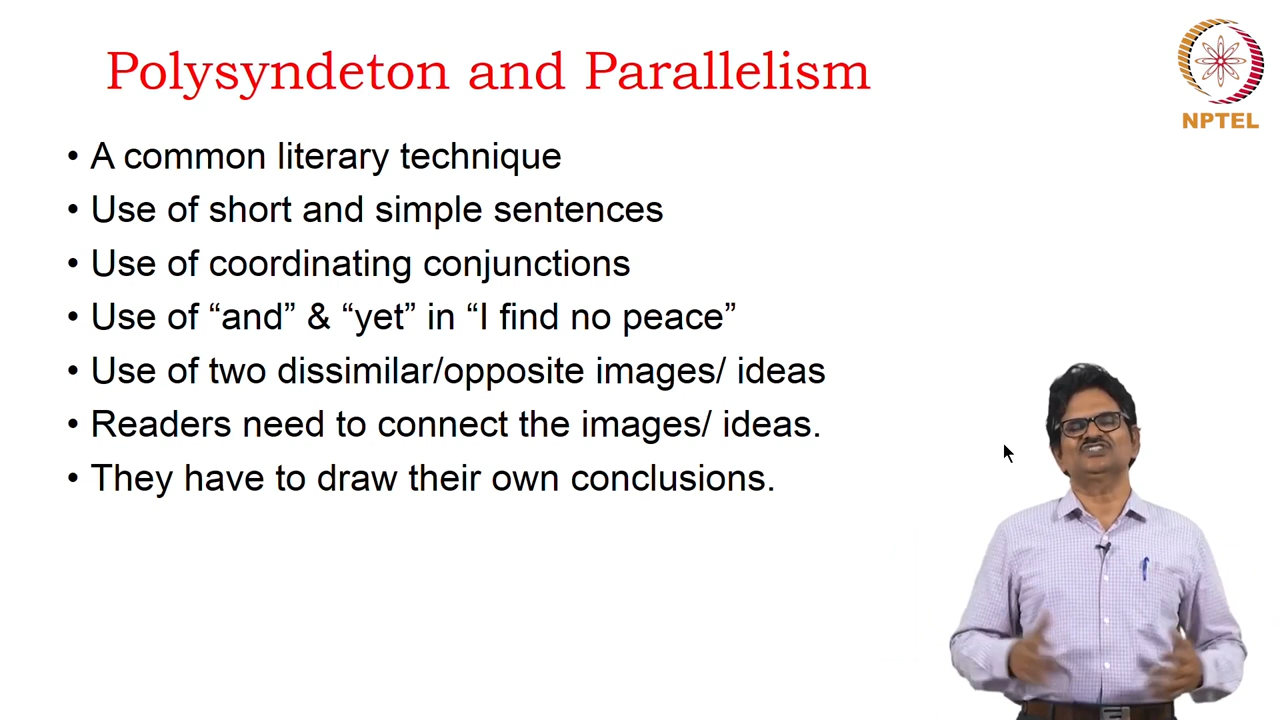 Polysyndeton and Parallelism
NPTEL
• A common literary technique
• Use of short and simple sentences
• Use of coordinating conjunctions
• Use of “and” & “yet” in “I find no peace”
• Use of two dissimilar/opposite images/ ideas
• Readers need to connect the images/ ideas.
• They have to draw their own conclusions.